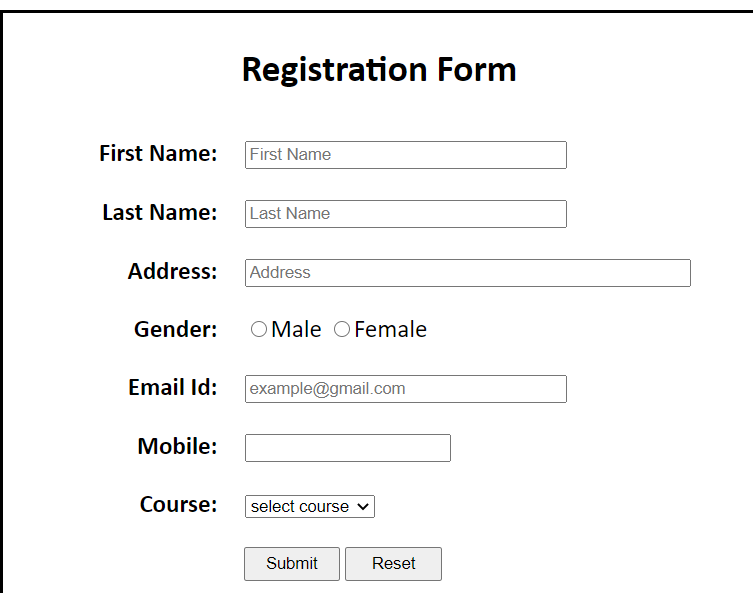 Registration Form
First Name: First Name
Last Name: Last Name
Address: Address
Gender: Male Female
Email Id: example@gmail.com
Mobile:
Course: select course
Submit Reset